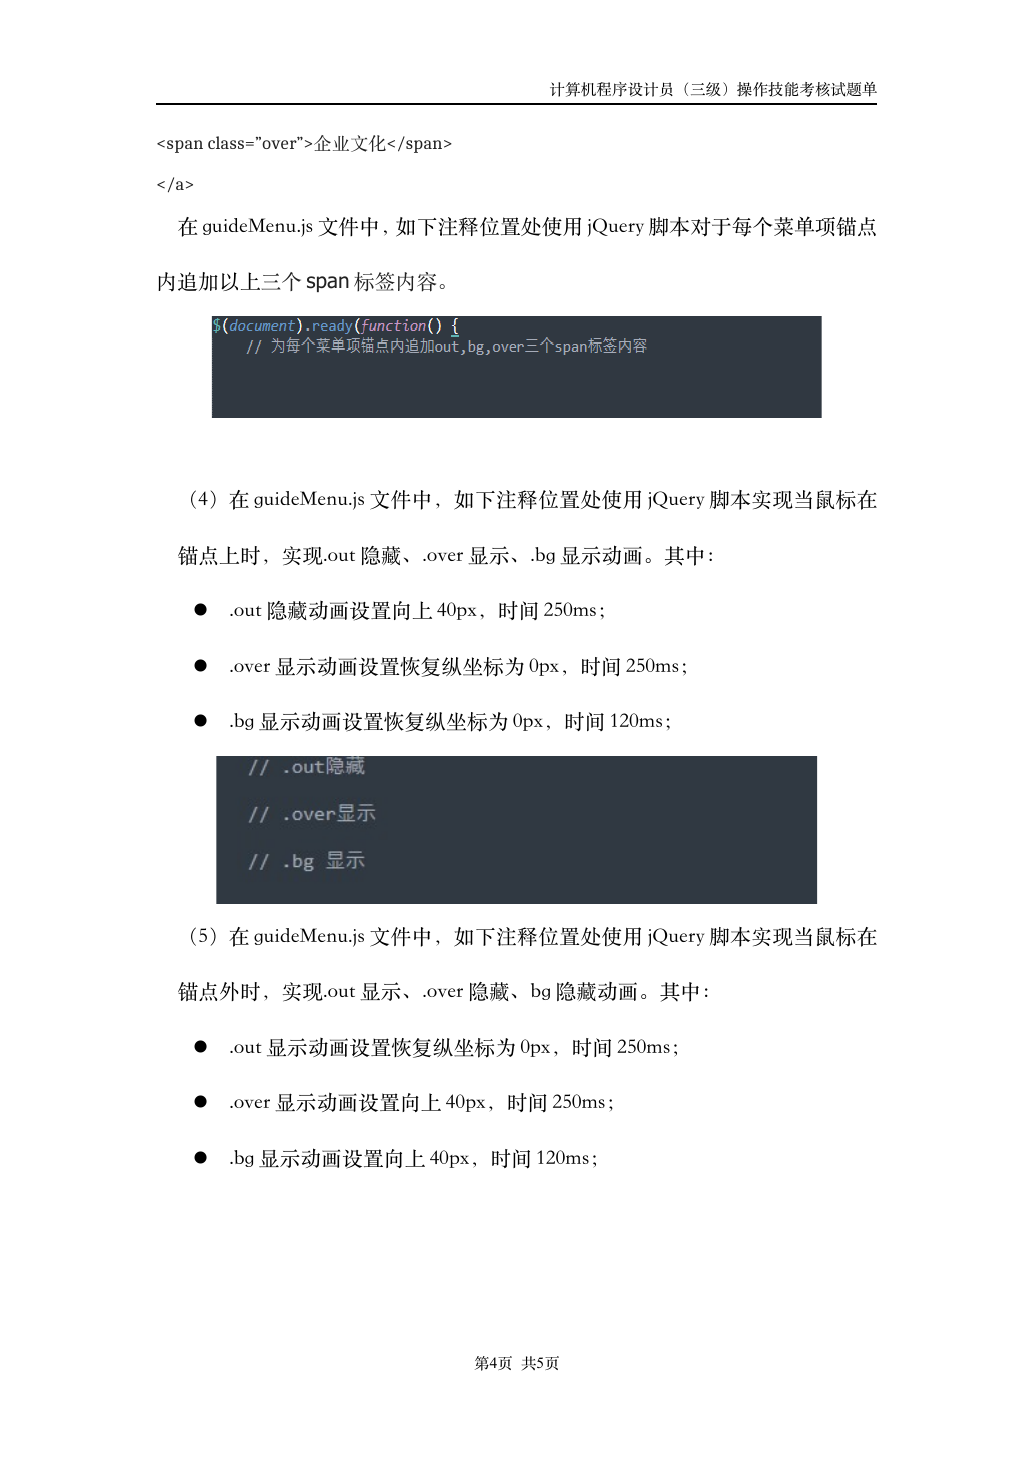 计算机程序设计员（三级）操作技能考核试题单
<span class=”over”>企业文化</span>
</a>
在 guideMenu.js 文件中，如下注释位置处使用 jQuery 脚本对于每个菜单项锚点
内追加以上三个 span 标签内容。
$(document).ready(function() {
// 为每个菜单项锚点内追加out,bg,over三个span标签内容
（4）在 guideMenu.js 文件中，如下注释位置处使用 jQuery 脚本实现当鼠标在
锚点上时，实现.out 隐藏、.over 显示、.bg 显示动画。其中：
● .out 隐藏动画设置向上 40px，时间 250ms；
● .over 显示动画设置恢复纵坐标为 0px，时间 250ms；
● .bg 显示动画设置恢复纵坐标为 0px，时间 120ms；
// .out隐藏
// .over显示
// .bg 显示
（5）在 guideMenu.js 文件中，如下注释位置处使用 jQuery 脚本实现当鼠标在
锚点外时，实现.out 显示、.over 隐藏、bg 隐藏动画。其中：
● .out 显示动画设置恢复纵坐标为 0px，时间 250ms；
● .over 显示动画设置向上 40px，时间 250ms；
● .bg 显示动画设置向上 40px，时间 120ms；
第4页 共5页